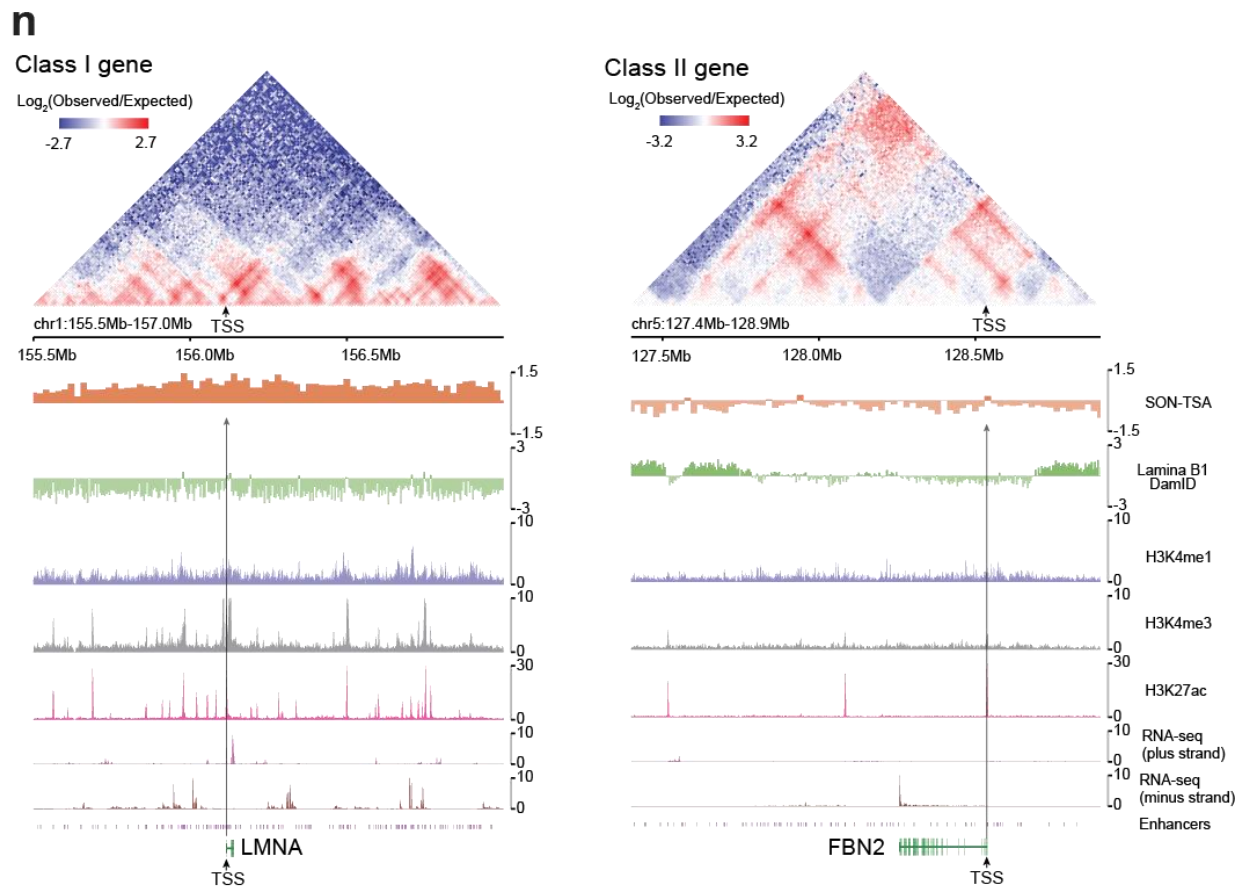 n
Class I gene
Log2(Observed/Expected)
-2.7 2.7
TSS
chr1:155.5Mb-157.0Mb
155.5Mb 156.0Mb 156.5Mb
1.5
-1.5
3
-3
10
0
10
0
30
0
10
0
10
0
LMNA
TSS
Class II gene
Log2(Observed/Expected)
-3.2 3.2
TSS
chr5:127.4Mb-128.9Mb
127.5Mb 128.0Mb 128.5Mb
1.5
SON-TSA
-1.5
3
Lamina B1
DamID
-3
10
H3K4me1
0
10
H3K4me3
0
30
H3K27ac
0
10
RNA-seq
(plus strand)
0
10
RNA-seq
(minus strand)
0
Enhancers
FBN2
TSS